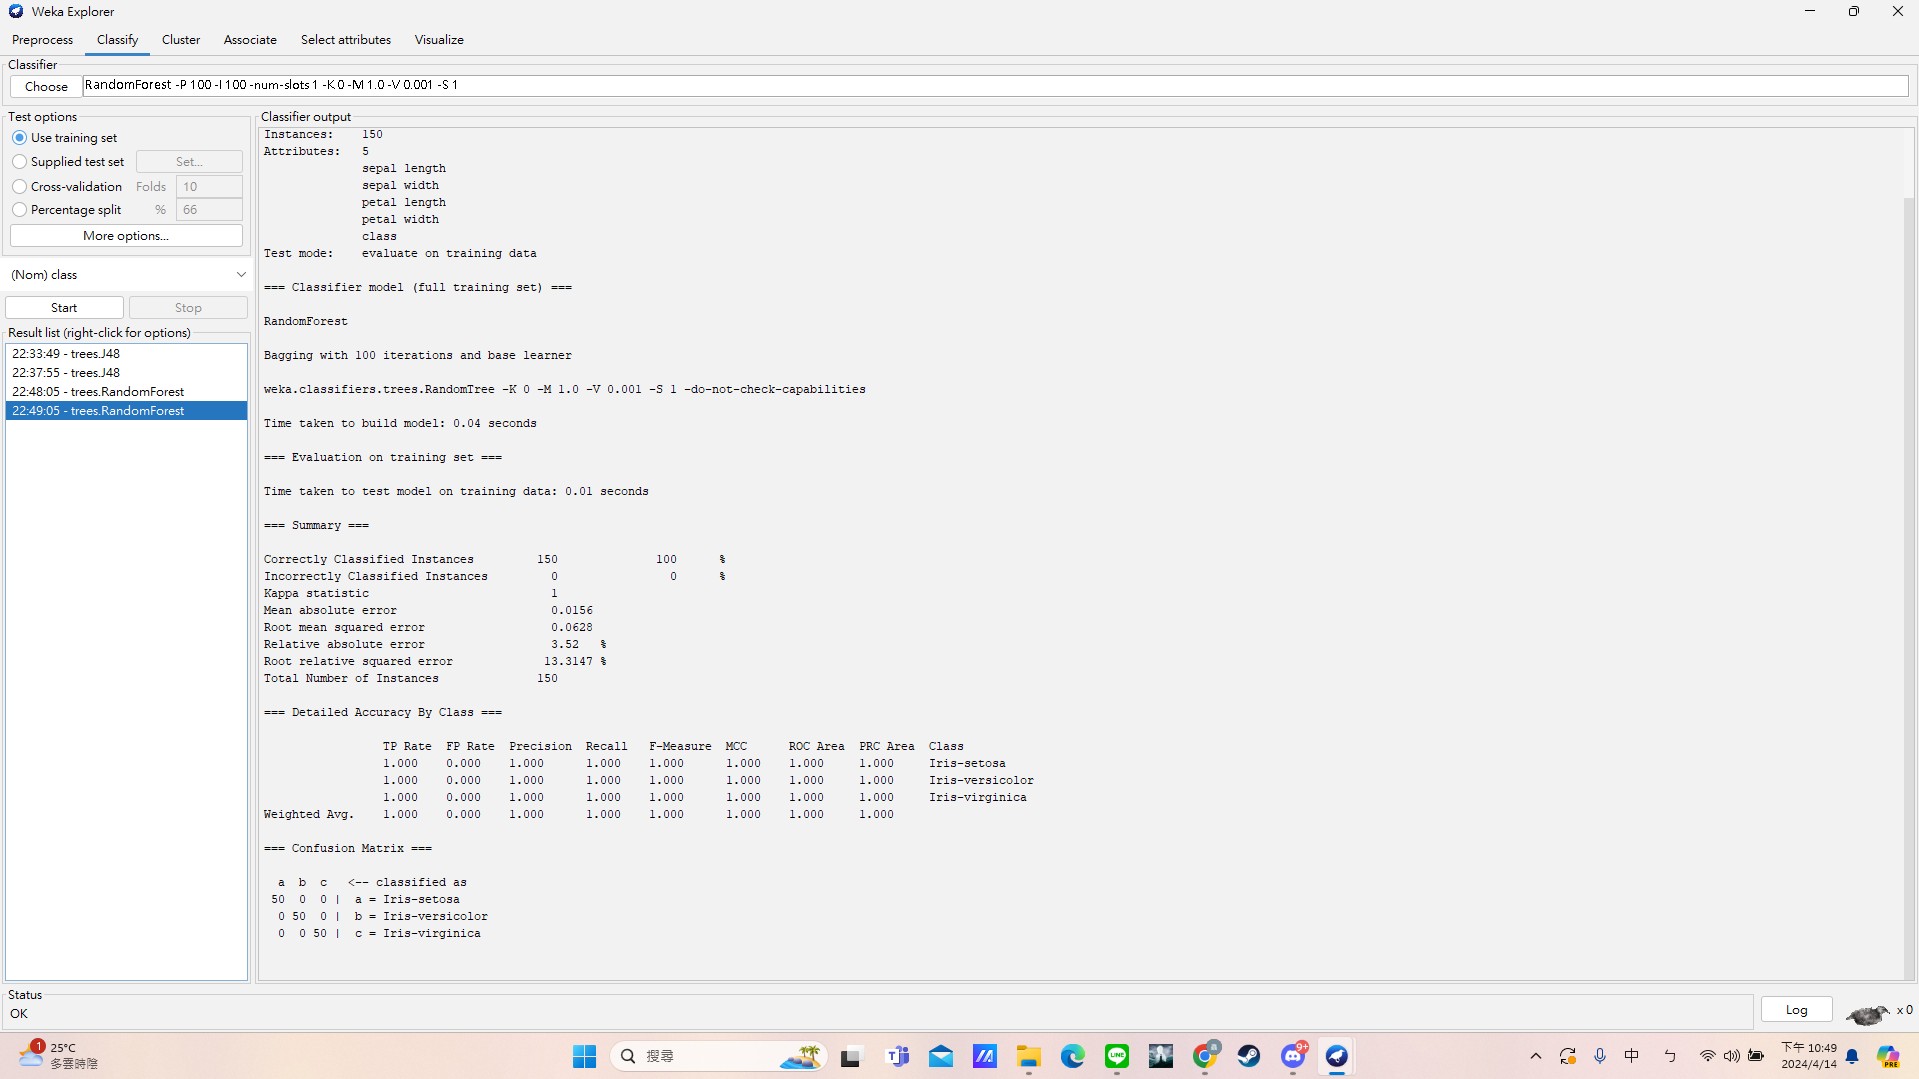 Weka Explorer
Preprocess Classify Cluster Associate Select attributes Visualize
Classifier
Choose RandomForest -P 100 -I 100 -num-slots 1 -K 0 -M 1.0 -V 0.001 -S 1
Test options
Use training set
Supplied test set Set...
Cross-validation Folds 10
Percentage split % 66
More options...
(Nom) class
Start Stop
Result list (right-click for options)
22:33:49 - trees.J48
22:37:55 - trees.J48
22:48:05 - trees.RandomForest
22:49:05 - trees.RandomForest
Classifier output
Instances: 150
Attributes: 5
sepal length
sepal width
petal length
petal width
class
Test mode: evaluate on training data
=== Classifier model (full training set) ===
RandomForest
Bagging with 100 iterations and base learner
weka.classifiers.trees.RandomTree -K 0 -M 1.0 -V 0.001 -S 1 -do-not-check-capabilities
Time taken to build model: 0.04 seconds
=== Evaluation on training set ===
Time taken to test model on training data: 0.01 seconds
=== Summary ===
Correctly Classified Instances 150 100 %
Incorrectly Classified Instances 0 0 %
Kappa statistic 1
Mean absolute error 0.0156
Root mean squared error 0.0628
Relative absolute error 3.52 %
Root relative squared error 13.3147 %
Total Number of Instances 150
=== Detailed Accuracy By Class ===
TP Rate FP Rate Precision Recall F-Measure MCC ROC Area PRC Area Class
1.000 0.000 1.000 1.000 1.000 1.000 1.000 1.000 Iris-setosa
1.000 0.000 1.000 1.000 1.000 1.000 1.000 1.000 Iris-versicolor
1.000 0.000 1.000 1.000 1.000 1.000 1.000 1.000 Iris-virginica
Weighted Avg. 1.000 0.000 1.000 1.000 1.000 1.000 1.000 1.000
=== Confusion Matrix ===
a b c <-- classified as
50 0 0 | a = Iris-setosa
0 50 0 | b = Iris-versicolor
0 0 50 | c = Iris-virginica
Status
OK
Log x 0
1
25°C
多雲時陰
搜尋
LINE
a
9+
中
ㄅ
下午 10:49
2024/4/14
PRE